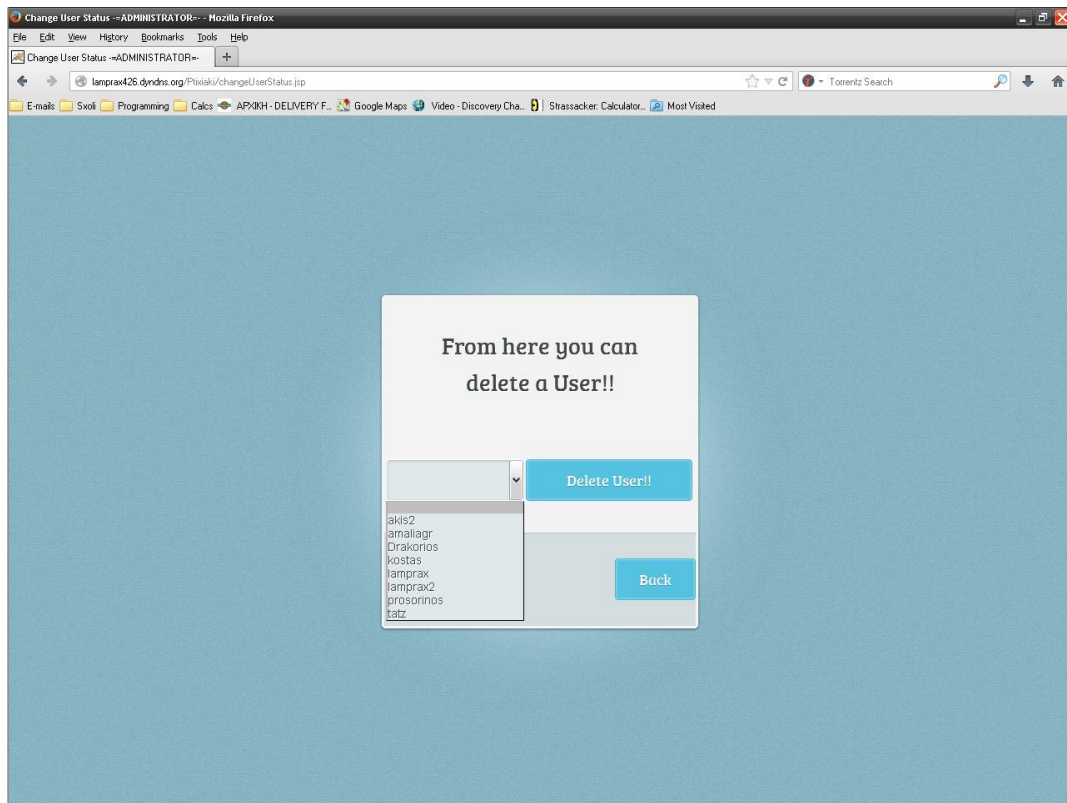 Change User Status -=ADMINISTRATOR=- - Mozilla Firefox
File Edit View History Bookmarks Tools Help
Change User Status -=ADMINISTRATOR=-
lamprax426.dyndns.org/Ptixiaki/changeUserStatus.jsp
Torrentz Search
E-mails Sxoli Programming Calcs ΑΡΧΙΚΗ - DELIVERY F... Google Maps Video - Discovery Cha... Strassacker: Calculator... Most Visited
From here you can
delete a User!!
Delete User!!
akis2
amaliagr
Drakorios
kostas
lamprax
lamprax2
prosorinos
tatz
Back